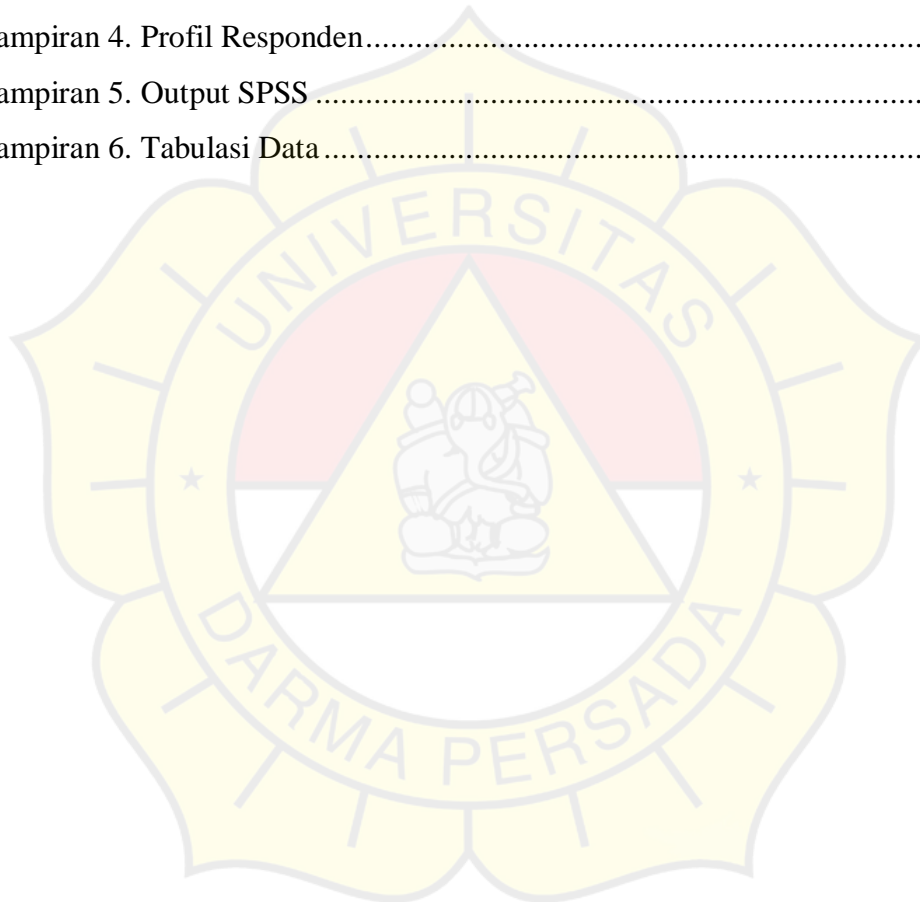 ampiran 4. Profil Responden....................................................................................
ampiran 5. Output SPSS ...........................................................................................
ampiran 6. Tabulasi Data..........................................................................................
UNIVERSITAS
DARMA PERSADA